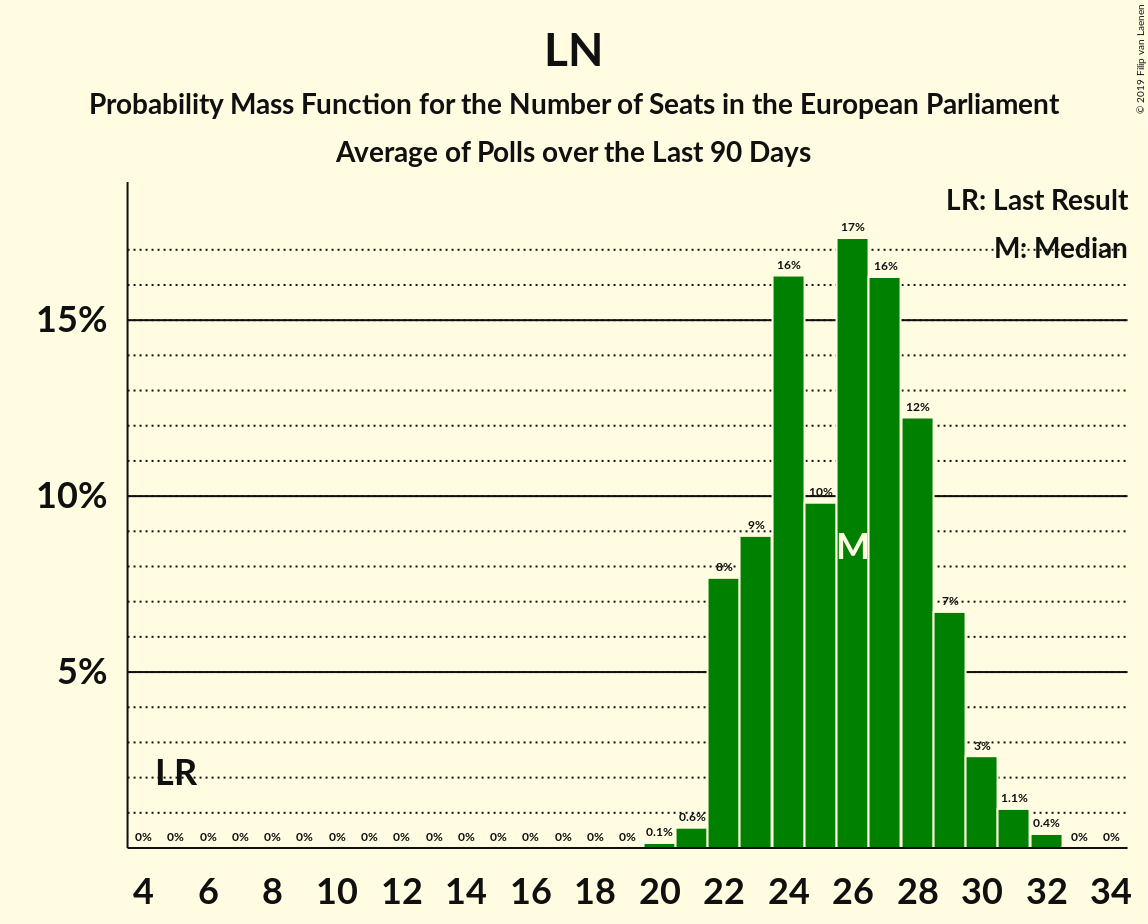 LN
Probability Mass Function for the Number of Seats in the European Parliament
Average of Polls over the Last 90 Days
© 2019 Filip van Laenen
LR: Last Result
M: Median
17%
16%
16%
15%
12%
10%
10%
9%
M
8%
7%
5%
3%
LR
1.1%
0.6%
0.4%
0.1%
0% 0% 0% 0% 0% 0% 0% 0% 0% 0% 0% 0% 0% 0% 0% 0% 0% 0%
4 6 8 10 12 14 16 18 20 22 24 26 28 30 32 34